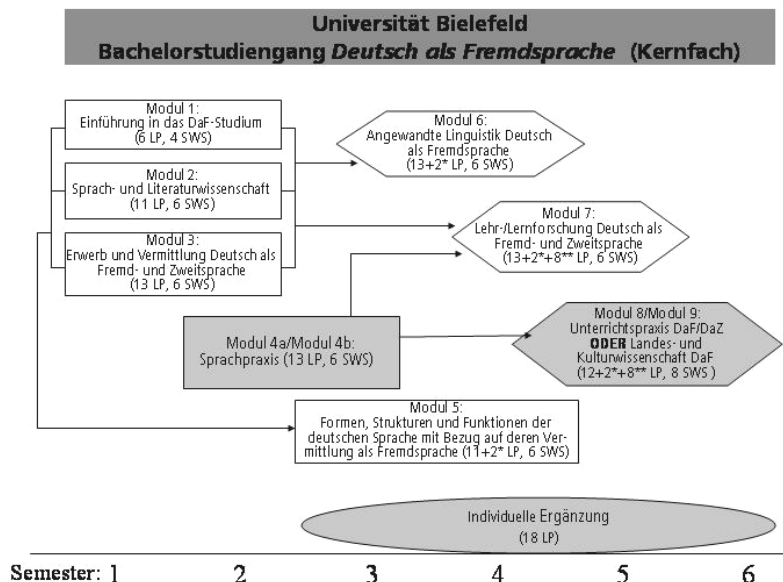 Universität Bielefeld
Bachelorstudiengang Deutsch als Fremdsprache (Kernfach)
Modul 1:
Einführung in das DaF-Studium
(6 LP, 4 SWS)
Modul 2:
Sprach- und Literaturwissenschaft
(11 LP, 6 SWS)
Modul 3:
Erwerb und Vermittlung Deutsch als
Fremd- und Zweitsprache
(13 LP, 6 SWS)
Modul 6:
Angewandte Linguistik Deutsch
als Fremdsprache
(13+2* LP, 6 SWS)
Modul 7:
Lehr-/Lernforschung Deutsch als
Fremd- und Zweitsprache
(13+2*+8** LP, 6 SWS)
Modul 4a/Modul 4b:
Sprachpraxis (13 LP, 6 SWS)
Modul 8/Modul 9:
Unterrichtspraxis DaF/DaZ
ODER Landes- und
Kulturwissenschaft DaF
(12+2*+8** LP, 8 SWS )
Modul 5:
Formen, Strukturen und Funktionen der
deutschen Sprache mit Bezug auf deren Ver-
mittlung als Fremdsprache (11+2* LP, 6 SWS)
Individuelle Ergänzung
(18 LP)
Semester: 1 2 3 4 5 6